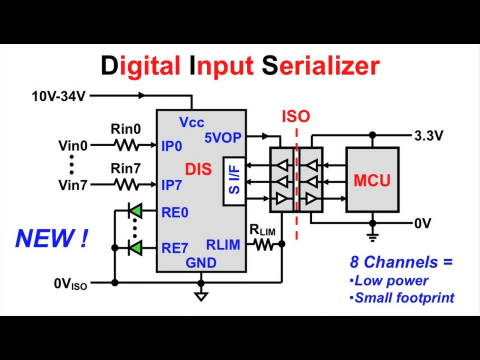 Digital Input Serializer
10V-34V
ISO
Vcc
5VOP
3.3V
Rin0
Vin0
IP0
DIS
S I/F
MCU
Rin7
Vin7
IP7
RE0
0V
NEW !
RE7
RLIM
RLIM
GND
0VISO
8 Channels =
•Low power
•Small footprint